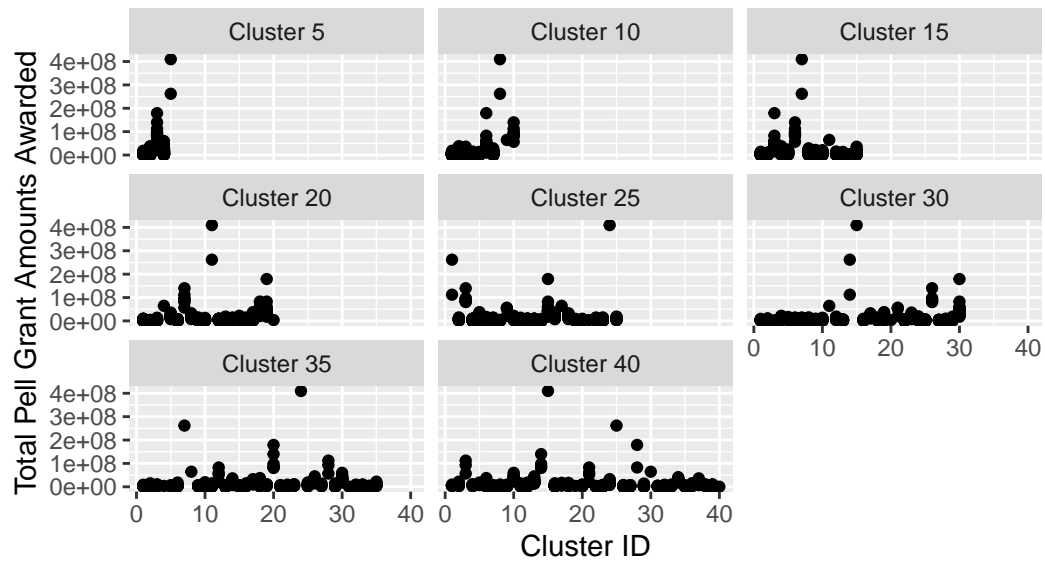 Total Pell Grant Amounts Awarded
Cluster 5
Cluster 10
Cluster 15
4e+08
3e+08
2e+08
1e+08
0e+00
Cluster 20
Cluster 25
Cluster 30
4e+08
3e+08
2e+08
1e+08
0e+00
0 10 20 30 40
Cluster 35
Cluster 40
4e+08
3e+08
2e+08
1e+08
0e+00
0 10 20 30 40
0 10 20 30 40
Cluster ID